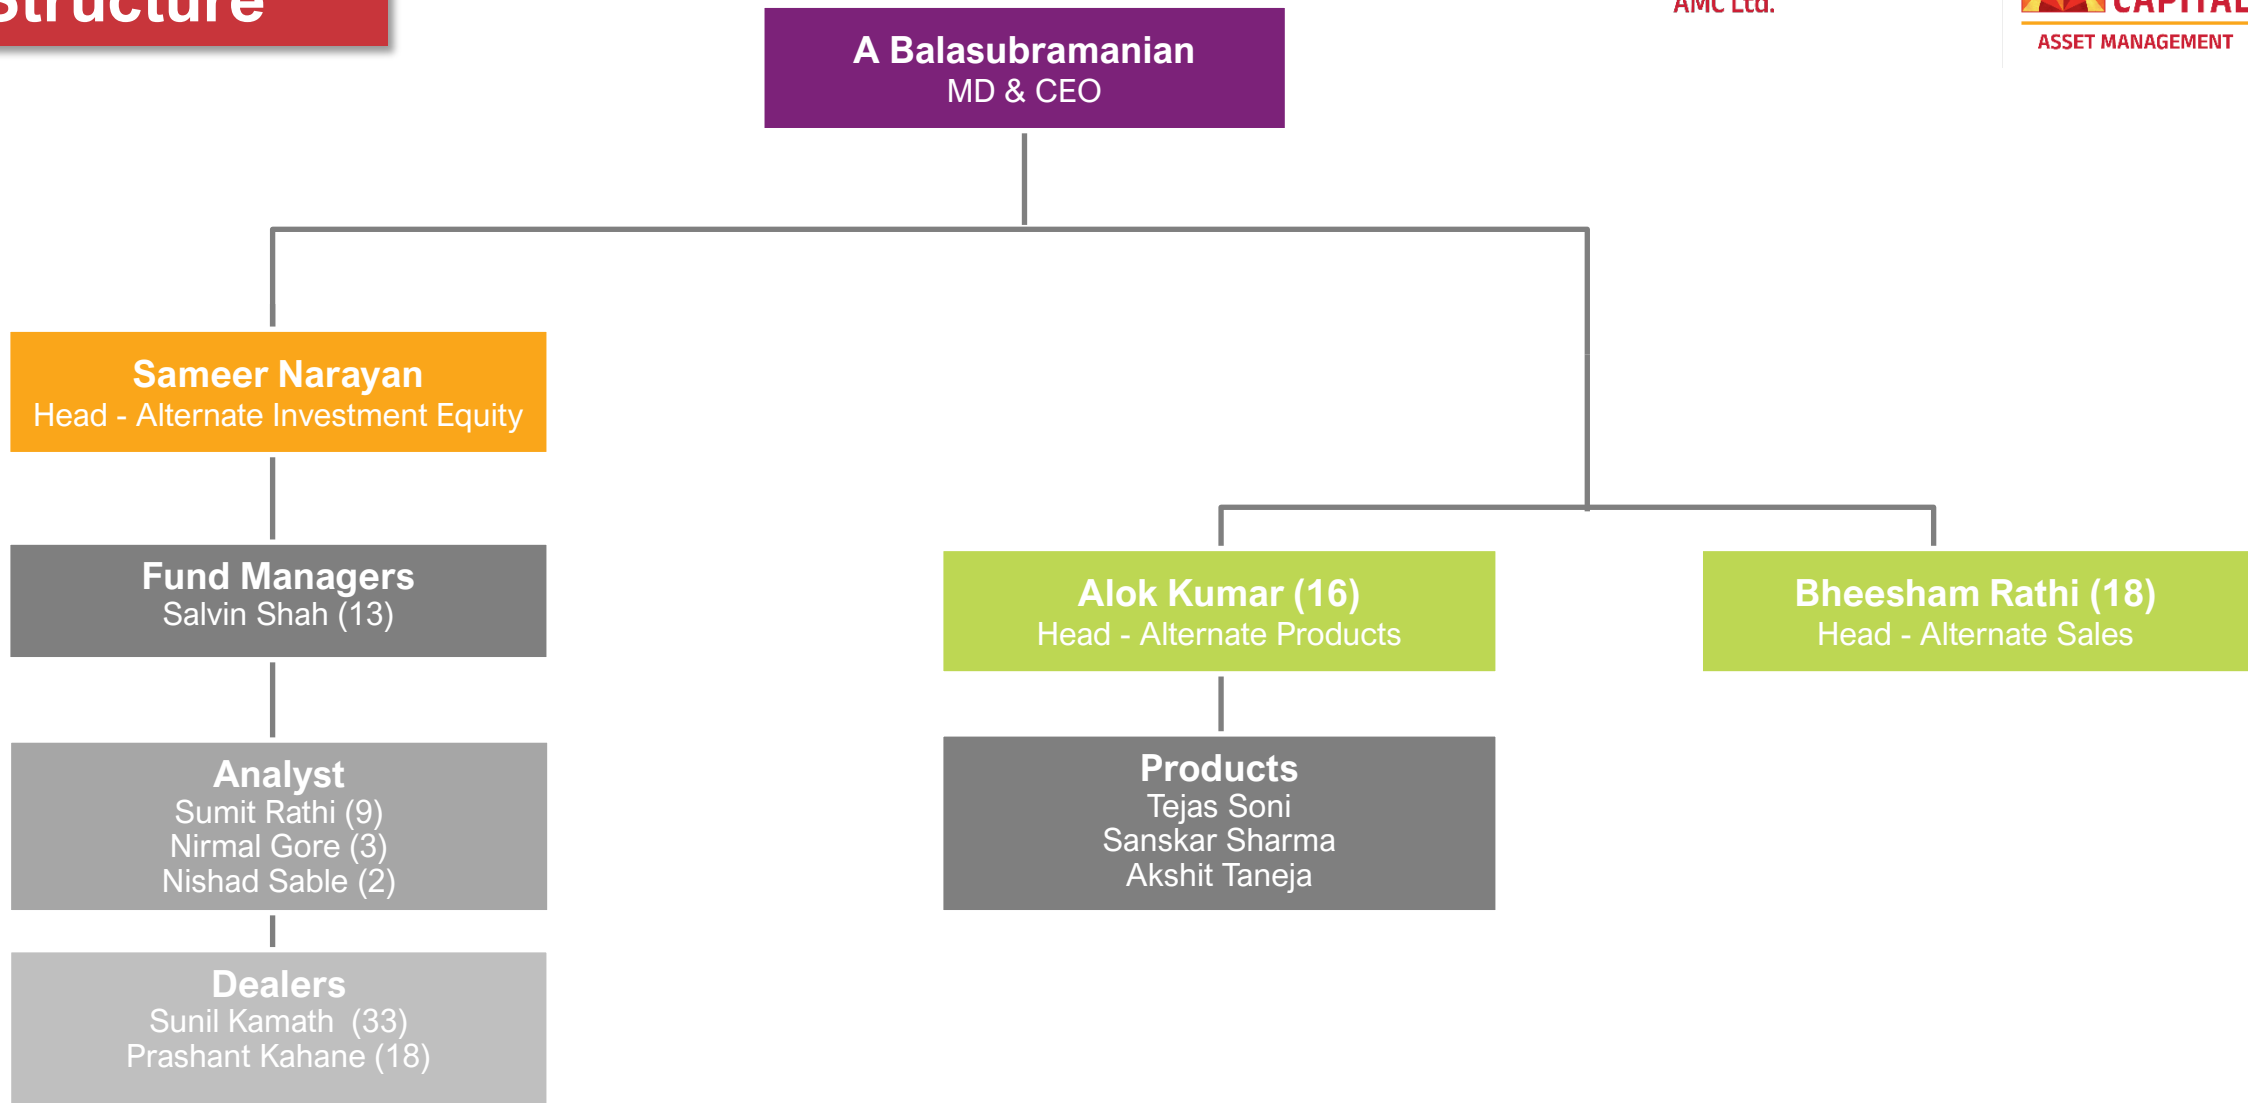 Structure
AMC Ltd.
CAPITAL
ASSET MANAGEMENT
A Balasubramanian
MD & CEO
Sameer Narayan
Head - Alternate Investment Equity
Fund Managers
Salvin Shah (13)
Analyst
Sumit Rathi (9)
Nirmal Gore (3)
Nishad Sable (2)
Dealers
Sunil Kamath  (33)
Prashant Kahane (18)
Alok Kumar (16)
Head - Alternate Products
Products
Tejas Soni
Sanskar Sharma
Akshit Taneja
Bheesham Rathi (18)
Head - Alternate Sales